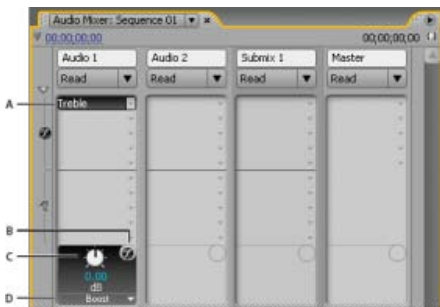 Audio Mixer: Sequence 01
00;00;00;00
00;00;00;00
Audio 1
Audio 2
Submix 1
Master
Read
Read
Read
Read
A
Treble
B
C
0.00
dB
D
Boost